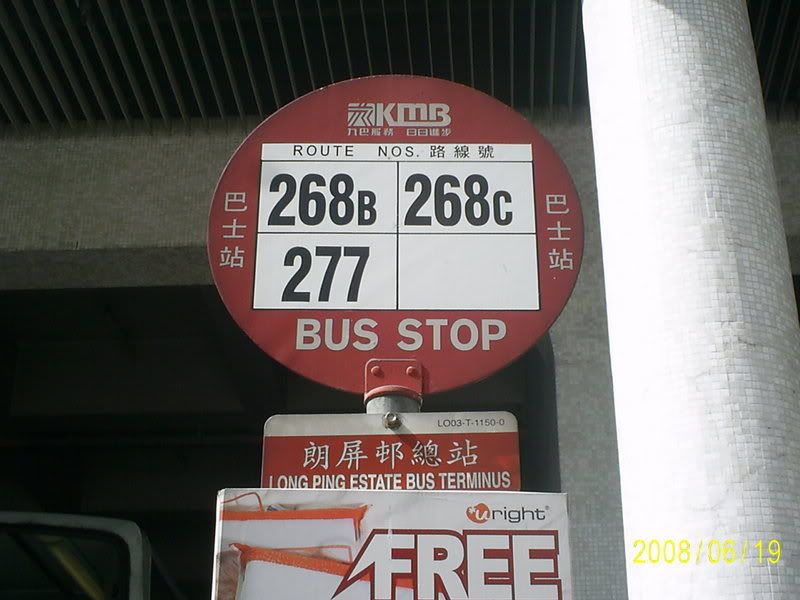 KMB
九巴服務 日日進步
ROUTE NOS. 路線號
268B 268C
277
巴士站
巴士站
BUS STOP
LO03-T-1150-0
朗屏邨總站
LONG PING ESTATE BUS TERMINUS
uright
FREE
2008/06/19